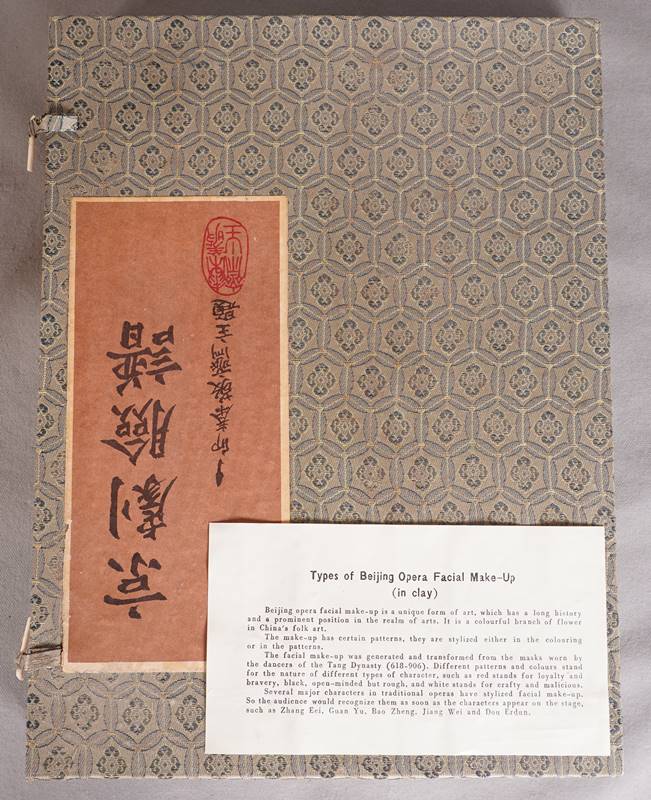 京劇臉譜
齋主題
Types of Beijing Opera Facial Make-Up
(in clay)
Beijing opera facial make-up is a unique form of art, which has a long history
and a prominent position in the realm of arts. It is a colourful branch of flower
in China's folk art.
The make-up has certain patterns, they are stylized either in the colouring
or in the patterns.
The facial make-up was generated and transformed from the masks worn by
the dancers of the Tang Dynasty (618-906). Different patterns and colours stand
for the nature of different types of character, such as red stands for loyalty and
bravery, black, open-minded but rough, and white stands for crafty and malicious.
Several major characters in traditional operas have stylized facial make-up.
So the audience would recognize them as soon as the characters appear on the stage,
such as Zhang Eei, Guan Yu, Bao Zheng, Jiang Wei and Dou Erdun.